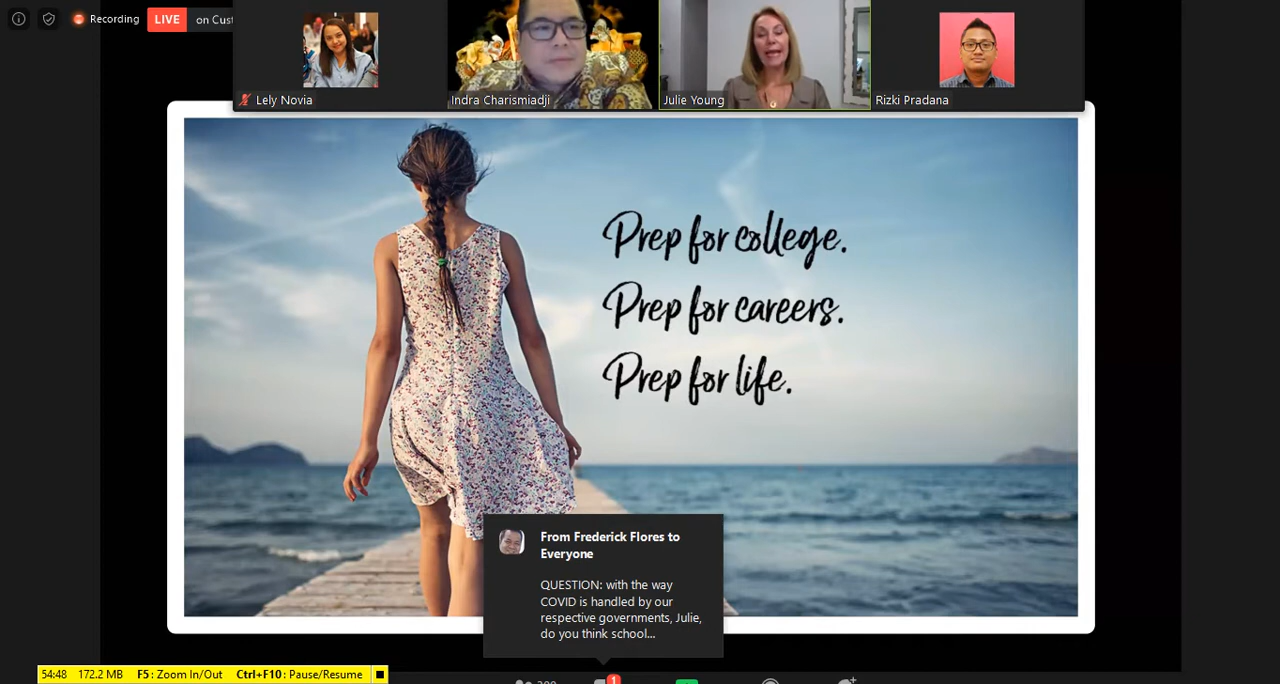 Recording
LIVE
on Cust
Lely Novia
Indra Charismiadji
Julie Young
Rizki Pradana
Prep for college.
Prep for careers.
Prep for life.
From Frederick Flores to
Everyone
QUESTION: with the way
COVID is handled by our
respective governments, Julie,
do you think school...
1
54:48 172.2 MB F5: Zoom In/Out Ctrl+F10: Pause/Resume